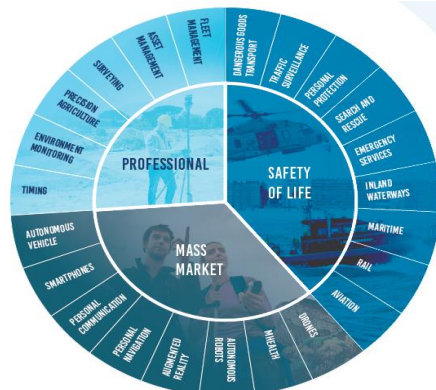 FLEET
MANAGEMENT
ASSET
MANAGEMENT
SURVEYING
PRECISION
AGRICULTURE
ENVIRONMENT
MONITORING
TIMING
PROFESSIONAL
DANGEROUS GOODS
TRANSPORT
TRAFFIC
SURVEILLANCE
PERSONAL
PROTECTION
SEARCH AND
RESCUE
EMERGENCY
SERVICES
INLAND
WATERWAYS
MARITIME
RAIL
AVIATION
SAFETY
OF LIFE
MASS
MARKET
AUTONOMOUS
VEHICLE
SMARTPHONES
PERSONAL
COMMUNICATION
PERSONAL
NAVIGATION
AUGMENTED
REALITY
AUTONOMOUS
ROBOTS
MHEALTH
DRONES